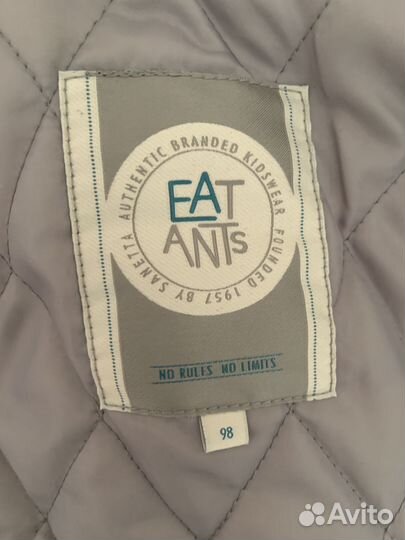 AUTHENTIC BRANDED KIDSWEAR FOUNDED 1957 BY SANETTA
EAT
ANTS
NO RULES NO LIMITS
98
Avito